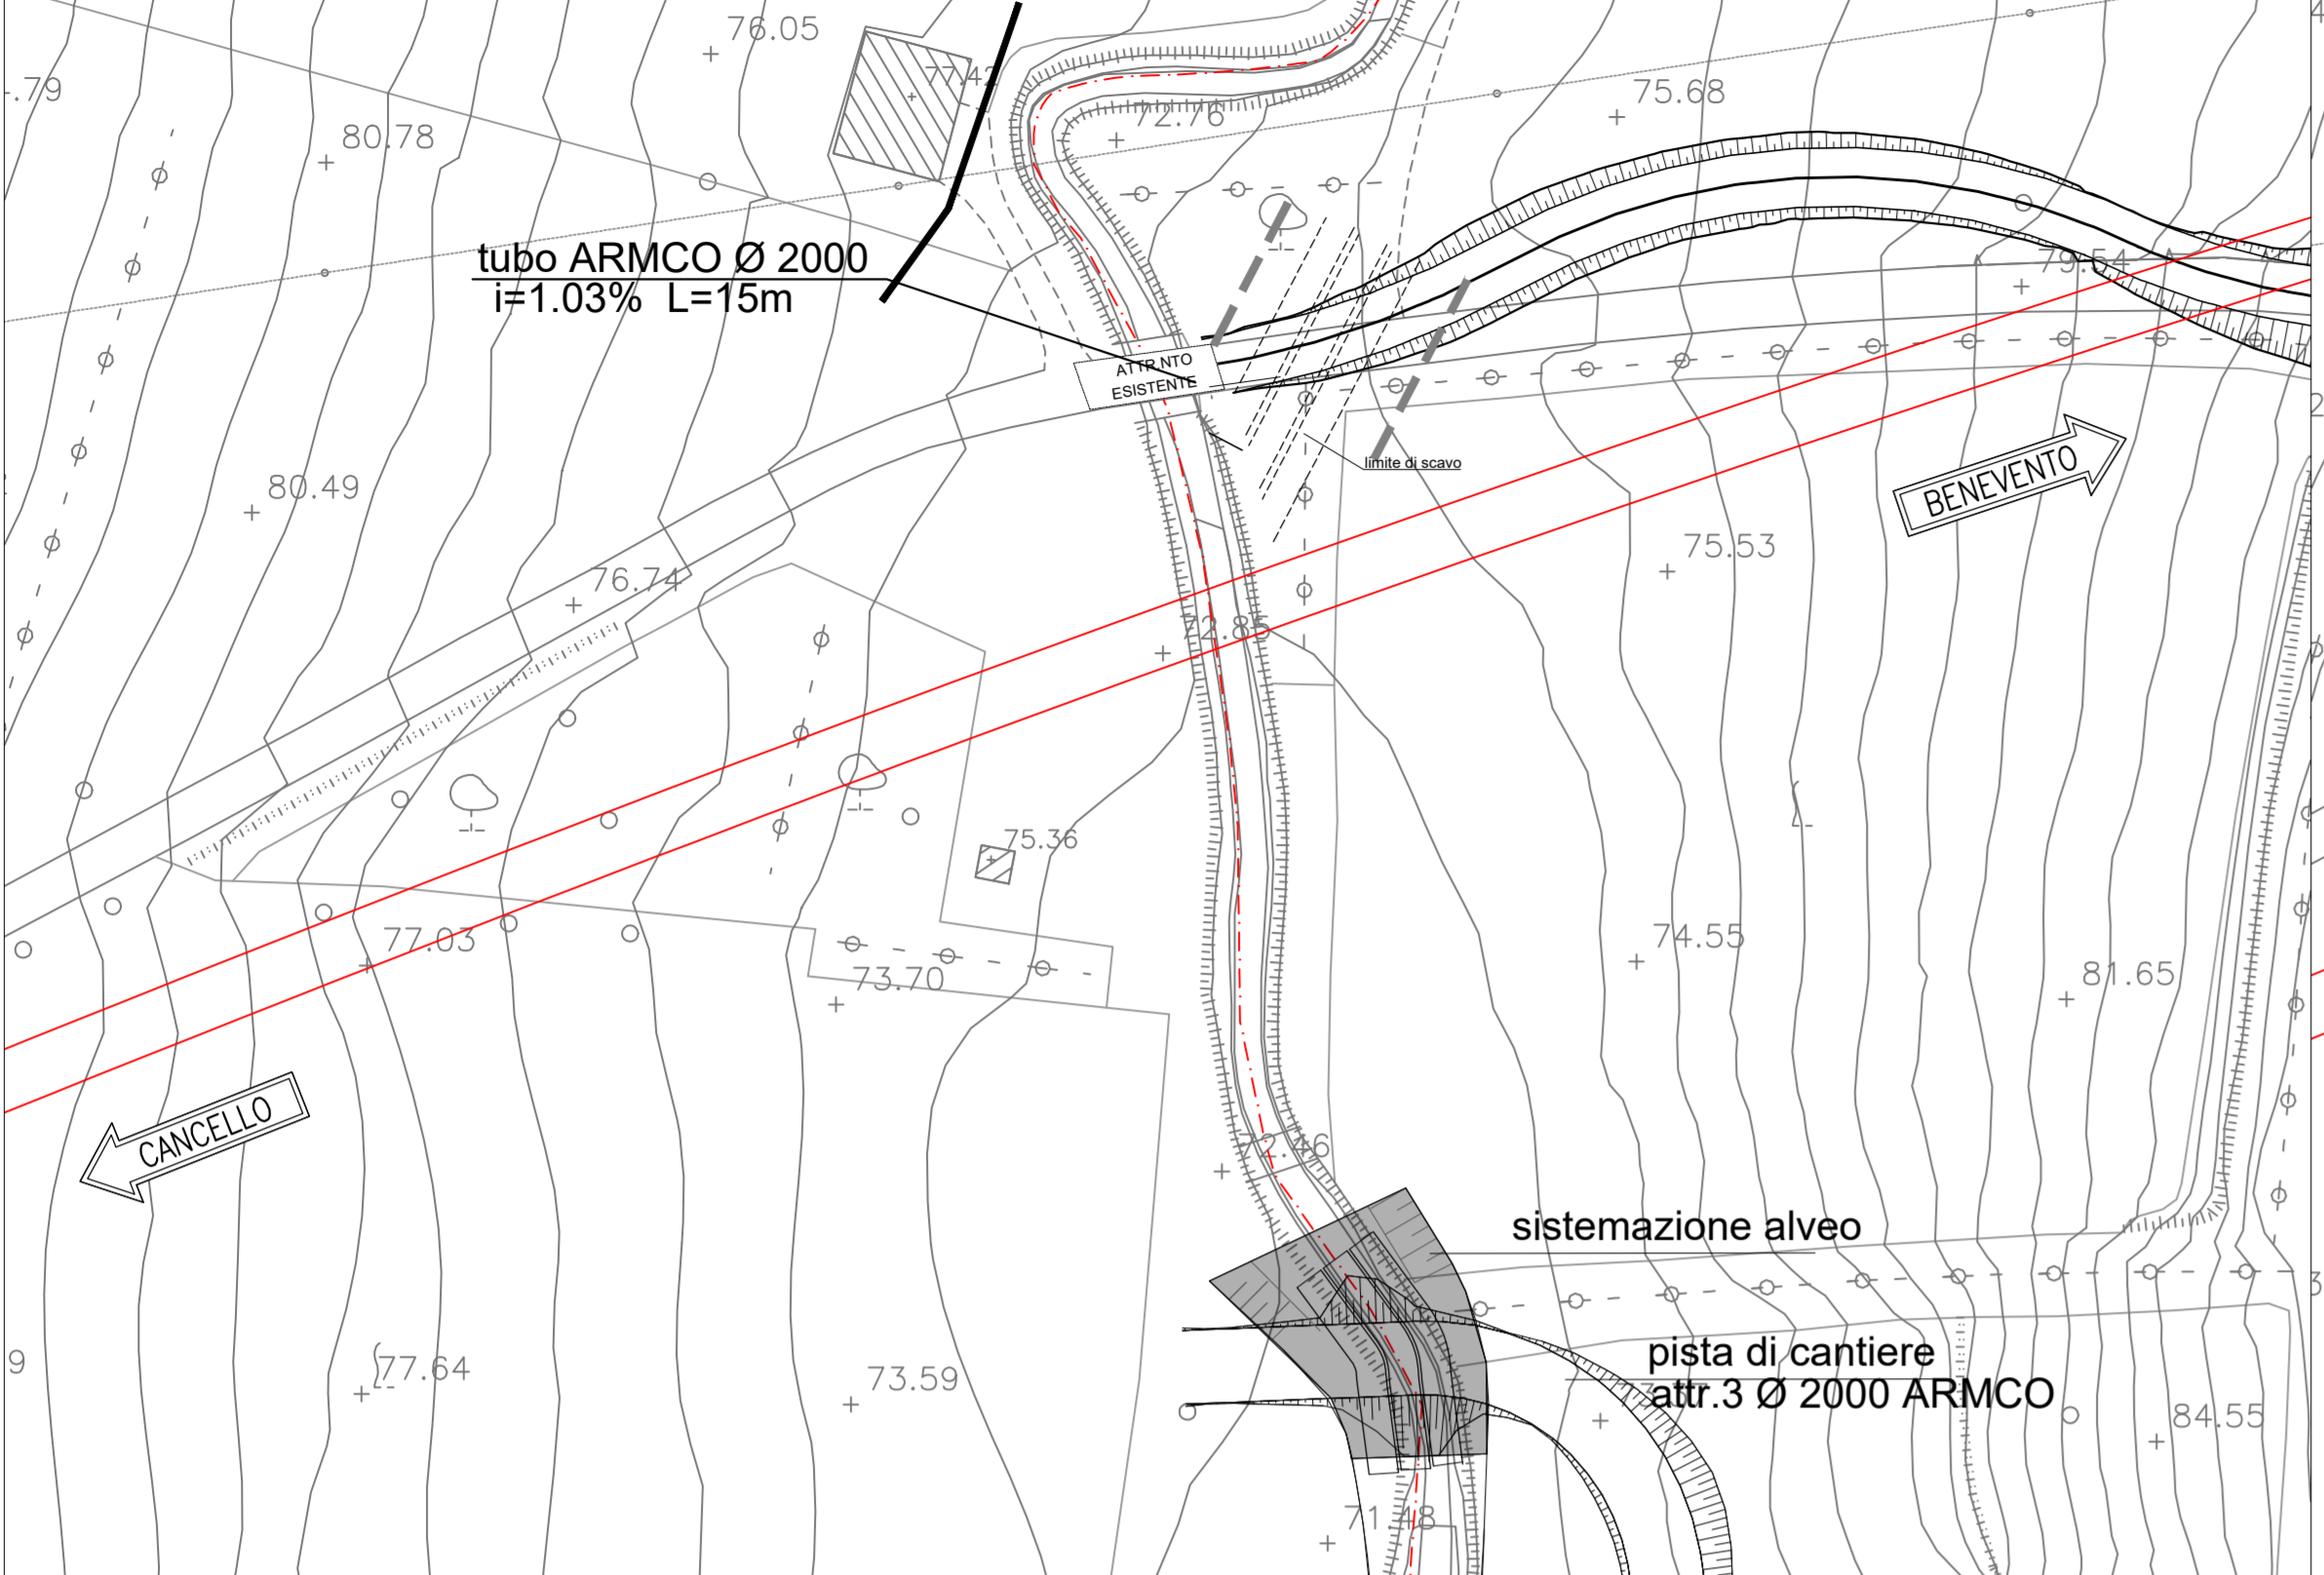 76.05
77.42
.79
75.68
72.76
80.78
tubo ARMCO Ø 2000
i=1.03% L=15m
79.54
ATTR.NTO
ESISTENTE
limite di scavo
BENEVENTO
80.49
75.53
76.74
72.85
75.36
77.03
73.70
74.55
81.65
CANCELLO
72.46
sistemazione alveo
pista di cantiere
attr.3 Ø 2000 ARMCO
9
77.64
73.59
84.55
71.48